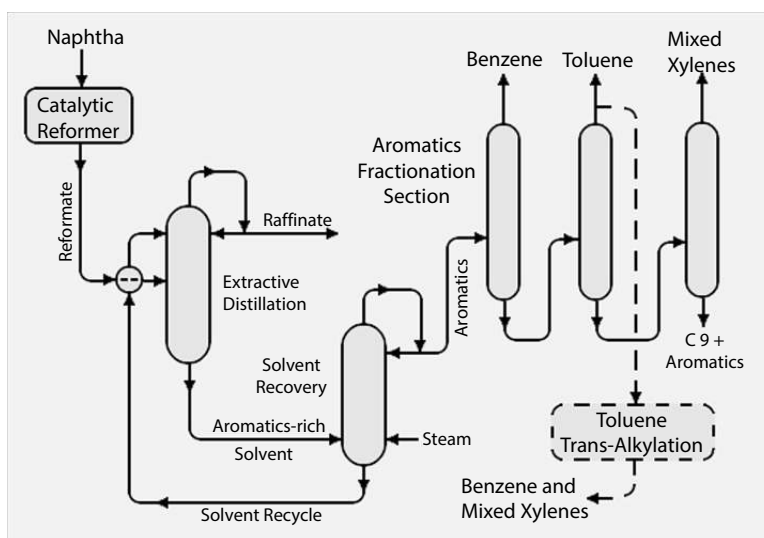 Naphtha
Catalytic
Reformer
Reformate
Raffinate
Extractive
Distillation
Solvent
Recovery
Aromatics-rich
Solvent
Steam
Solvent Recycle
Aromatics
Aromatics
Fractionation
Section
Benzene
Toluene
Mixed
Xylenes
C 9 +
Aromatics
Toluene
Trans-Alkylation
Benzene and
Mixed Xylenes